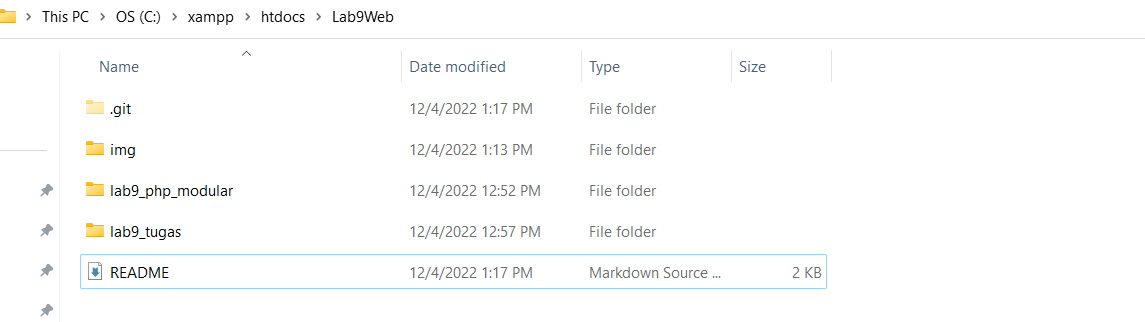 This PC > OS (C:) > xampp > htdocs > Lab9Web
Name Date modified Type Size
.git 12/4/2022 1:17 PM File folder
img 12/4/2022 1:13 PM File folder
lab9_php_modular 12/4/2022 12:52 PM File folder
lab9_tugas 12/4/2022 12:57 PM File folder
README 12/4/2022 1:17 PM Markdown Source ... 2 KB